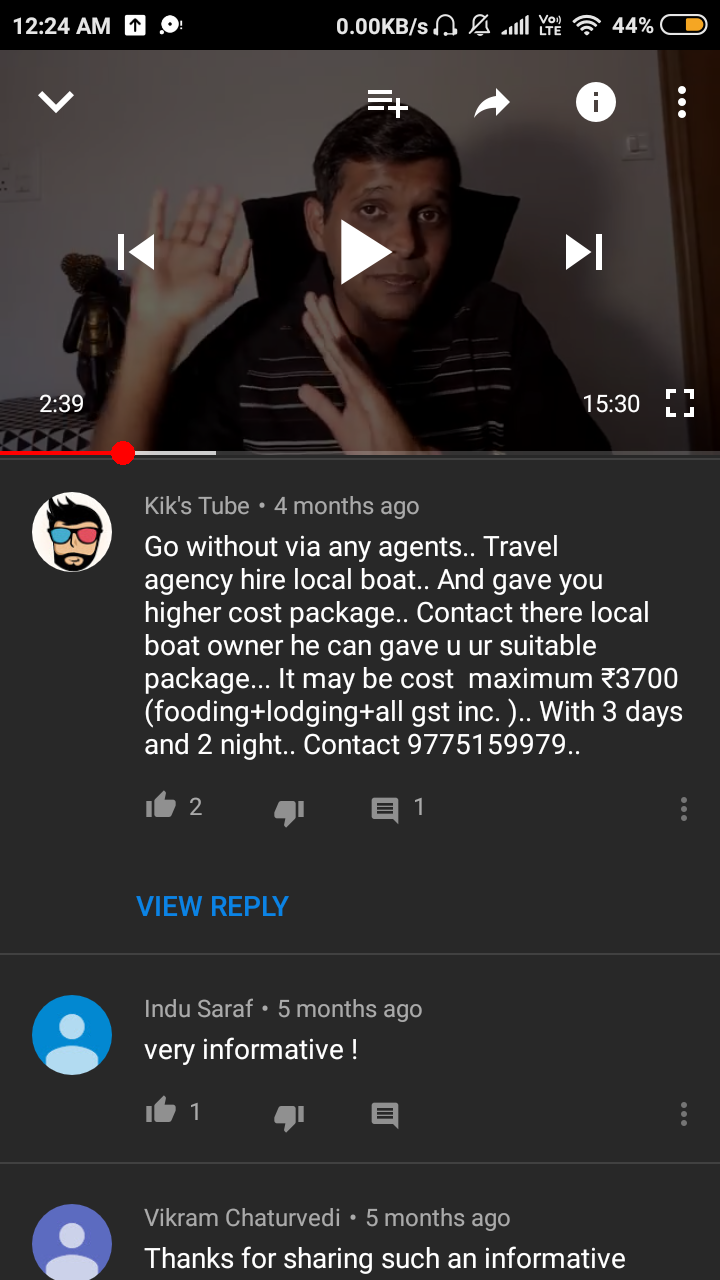 12:24 AM
0.00KB/s
Vo))
LTE
44%
2:39
15:30
Kik's Tube • 4 months ago
Go without via any agents.. Travel
agency hire local boat.. And gave you
higher cost package.. Contact there local
boat owner he can gave u ur suitable
package... It may be cost  maximum ₹3700
(fooding+lodging+all gst inc. ).. With 3 days
and 2 night.. Contact 9775159979..
2
1
VIEW REPLY
Indu Saraf • 5 months ago
very informative !
1
Vikram Chaturvedi • 5 months ago
Thanks for sharing such an informative